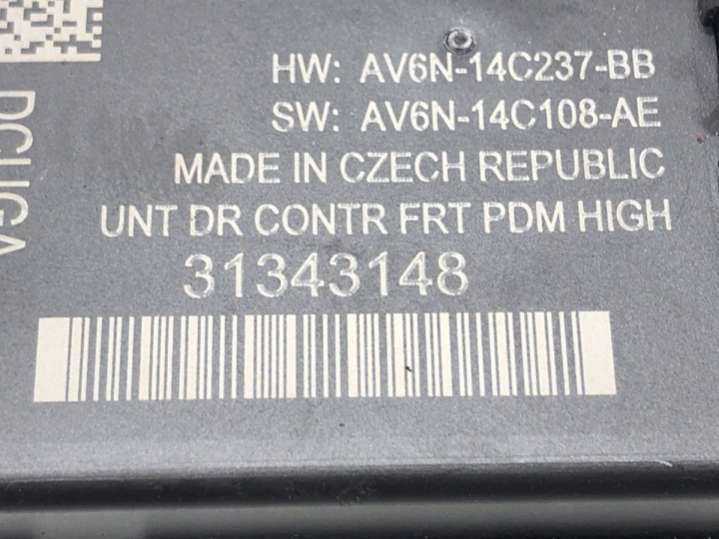 HW: AV6N-14C237-BB
SW: AV6N-14C108-AE
MADE IN CZECH REPUBLIC
UNT DR CONTR FRT PDM HIGH
31343148